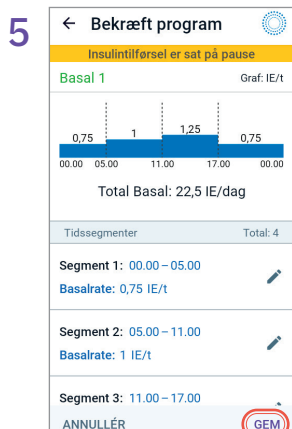 5
Bekræft program
Insulintilførsel er sat på pause
Basal 1 Graf: IE/t
0,75 1 1,25 0,75
00.00 05.00 11.00 17.00 00.00
Total Basal: 22,5 IE/dag
Tidssegmenter Total: 4
Segment 1: 00.00 – 05.00
Basalrate: 0,75 IE/t
Segment 2: 05.00 – 11.00
Basalrate: 1 IE/t
Segment 3: 11.00 – 17.00
ANNULLÉR GEM